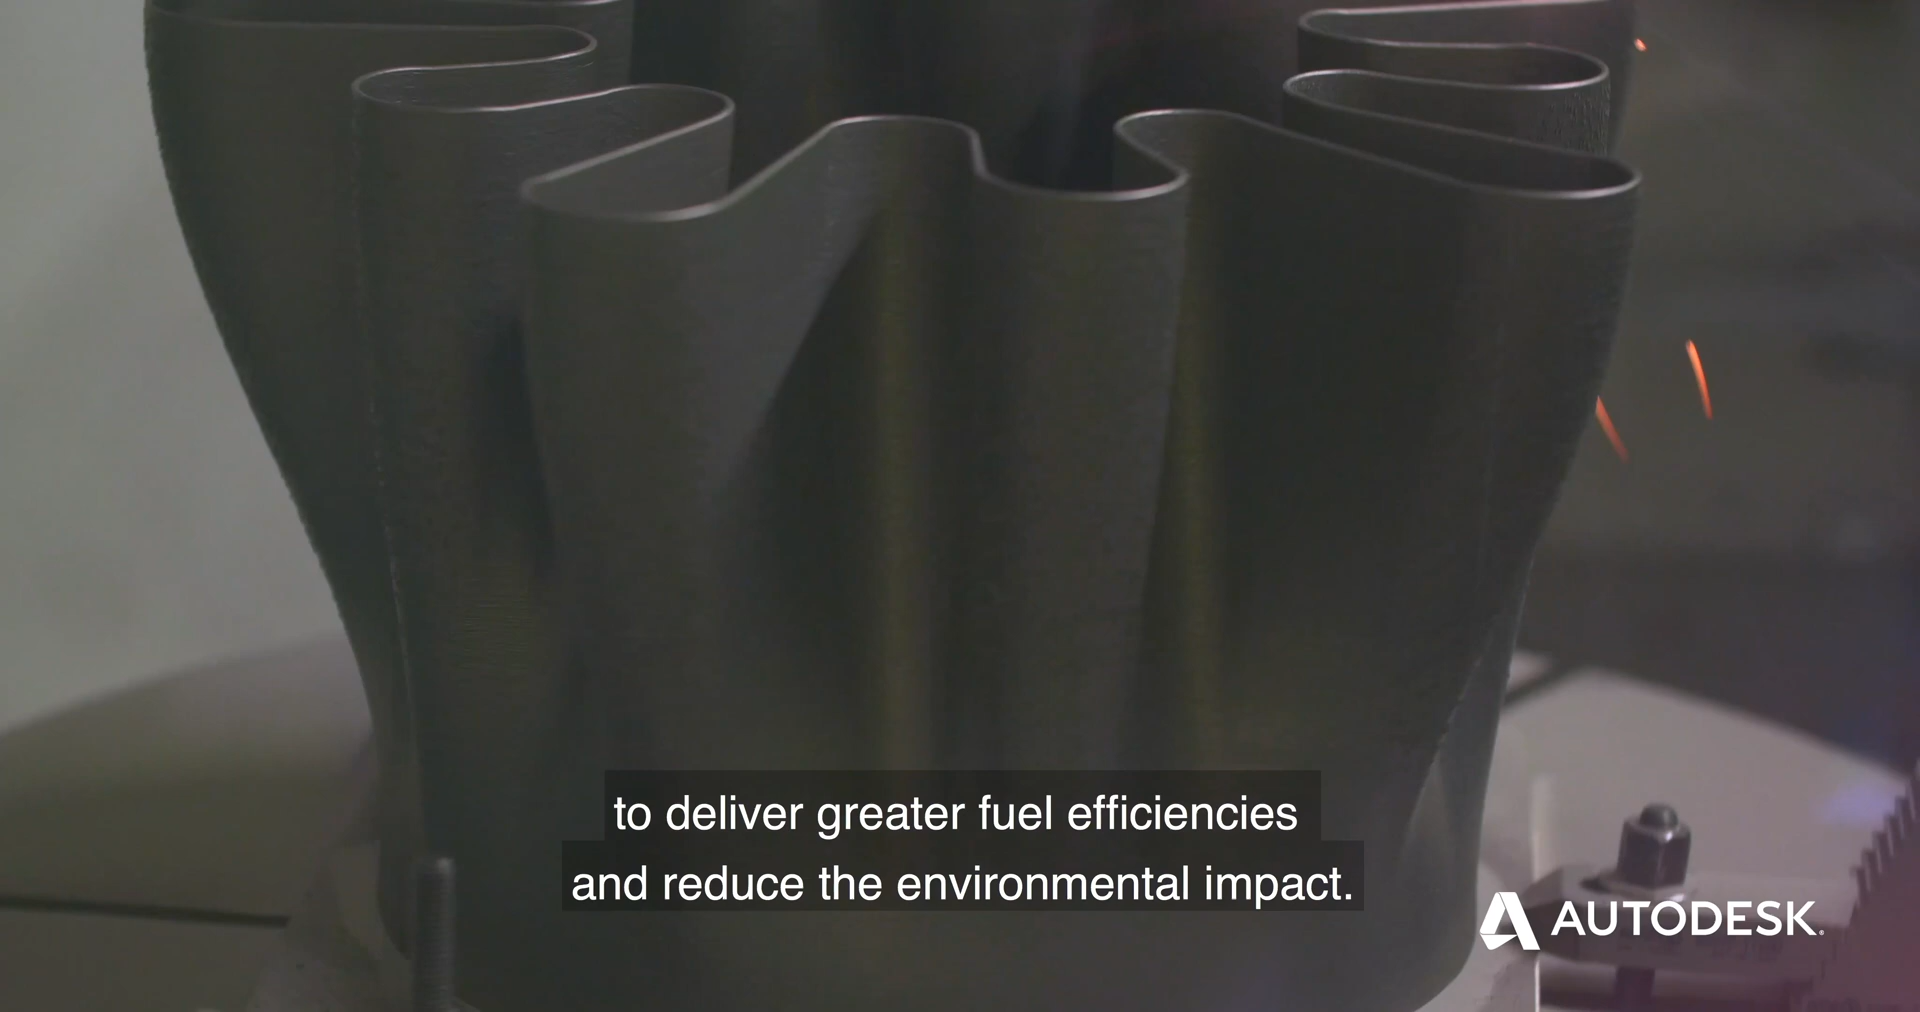 to deliver greater fuel efficiencies
and reduce the environmental impact.
AUTODESK